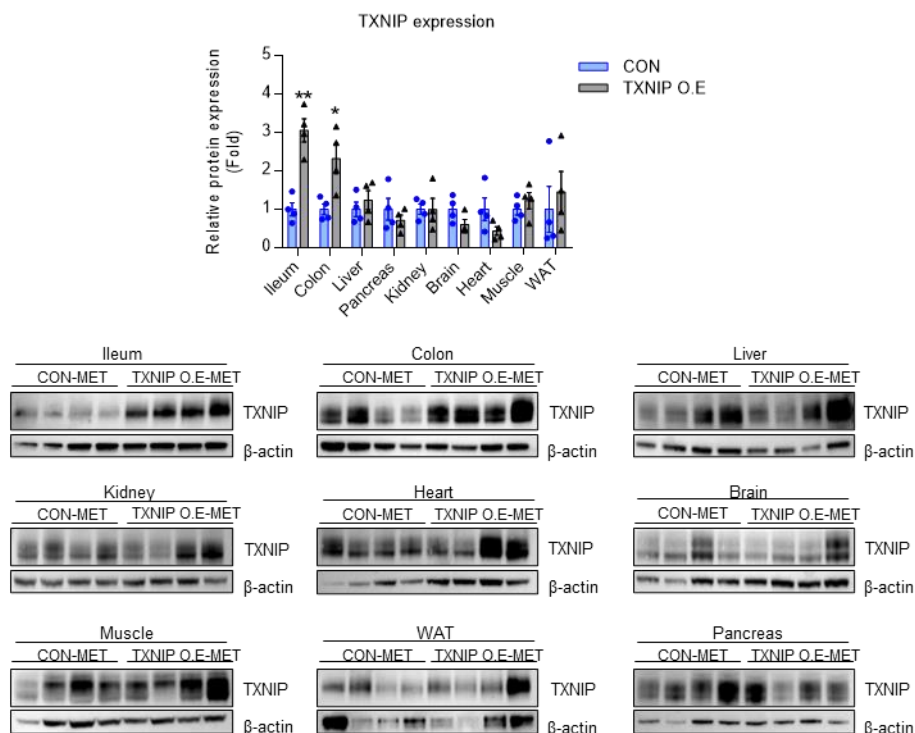 TXNIP expression
Relative protein expression
(Fold)
5
4
3
2
1
0
** 
*
CON
TXNIP O.E
Ileum
Colon
Liver
Pancreas
Kidney
Brain
Heart
Muscle
WAT
Ileum
CON-MET TXNIP O.E-MET
TXNIP
β-actin
Colon
CON-MET TXNIP O.E-MET
TXNIP
β-actin
Liver
CON-MET TXNIP O.E-MET
TXNIP
β-actin
Kidney
CON-MET TXNIP O.E-MET
TXNIP
β-actin
Heart
CON-MET TXNIP O.E-MET
TXNIP
β-actin
Brain
CON-MET TXNIP O.E-MET
TXNIP
β-actin
Muscle
CON-MET TXNIP O.E-MET
TXNIP
β-actin
WAT
CON-MET TXNIP O.E-MET
TXNIP
β-actin
Pancreas
CON-MET TXNIP O.E-MET
TXNIP
β-actin